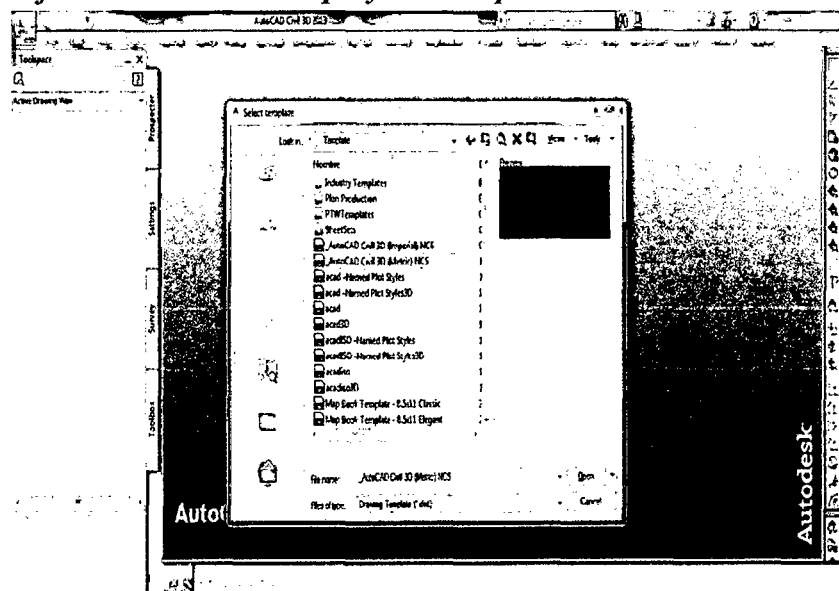 AutoCAD Civil 3D 2013
Toolspace
Active Drawing View
Prospector
Settings
Survey
Toolbox
Select template
Look in: Template
Views Tools
Nombre
Preview
Industry Templates
Plan Production
PTWTemplates
SheetSets
_AutoCAD Civil 3D (Imperial) NCS
_AutoCAD Civil 3D (Metric) NCS
acad -Named Plot Styles
acad -Named Plot Styles3D
acad
acad3D
acadISO -Named Plot Styles
acadISO -Named Plot Styles3D
acadiso
acadiso3D
Map Book Template - 8.5x11 Classic
Map Book Template - 8.5x11 Elegant
File name: _AutoCAD Civil 3D (Metric) NCS
Open
Files of type: Drawing Template (*.dwt)
Cancel
Auto
Autodesk